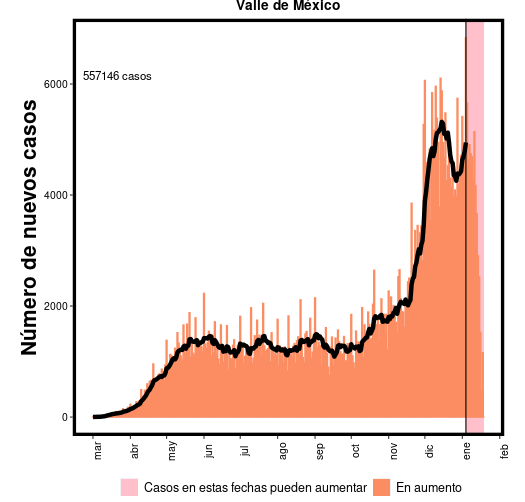 Valle de México
557146 casos
Número de nuevos casos
6000
4000
2000
0
mar abr may jun jul ago sep oct nov dic ene feb
Casos en estas fechas pueden aumentar En aumento